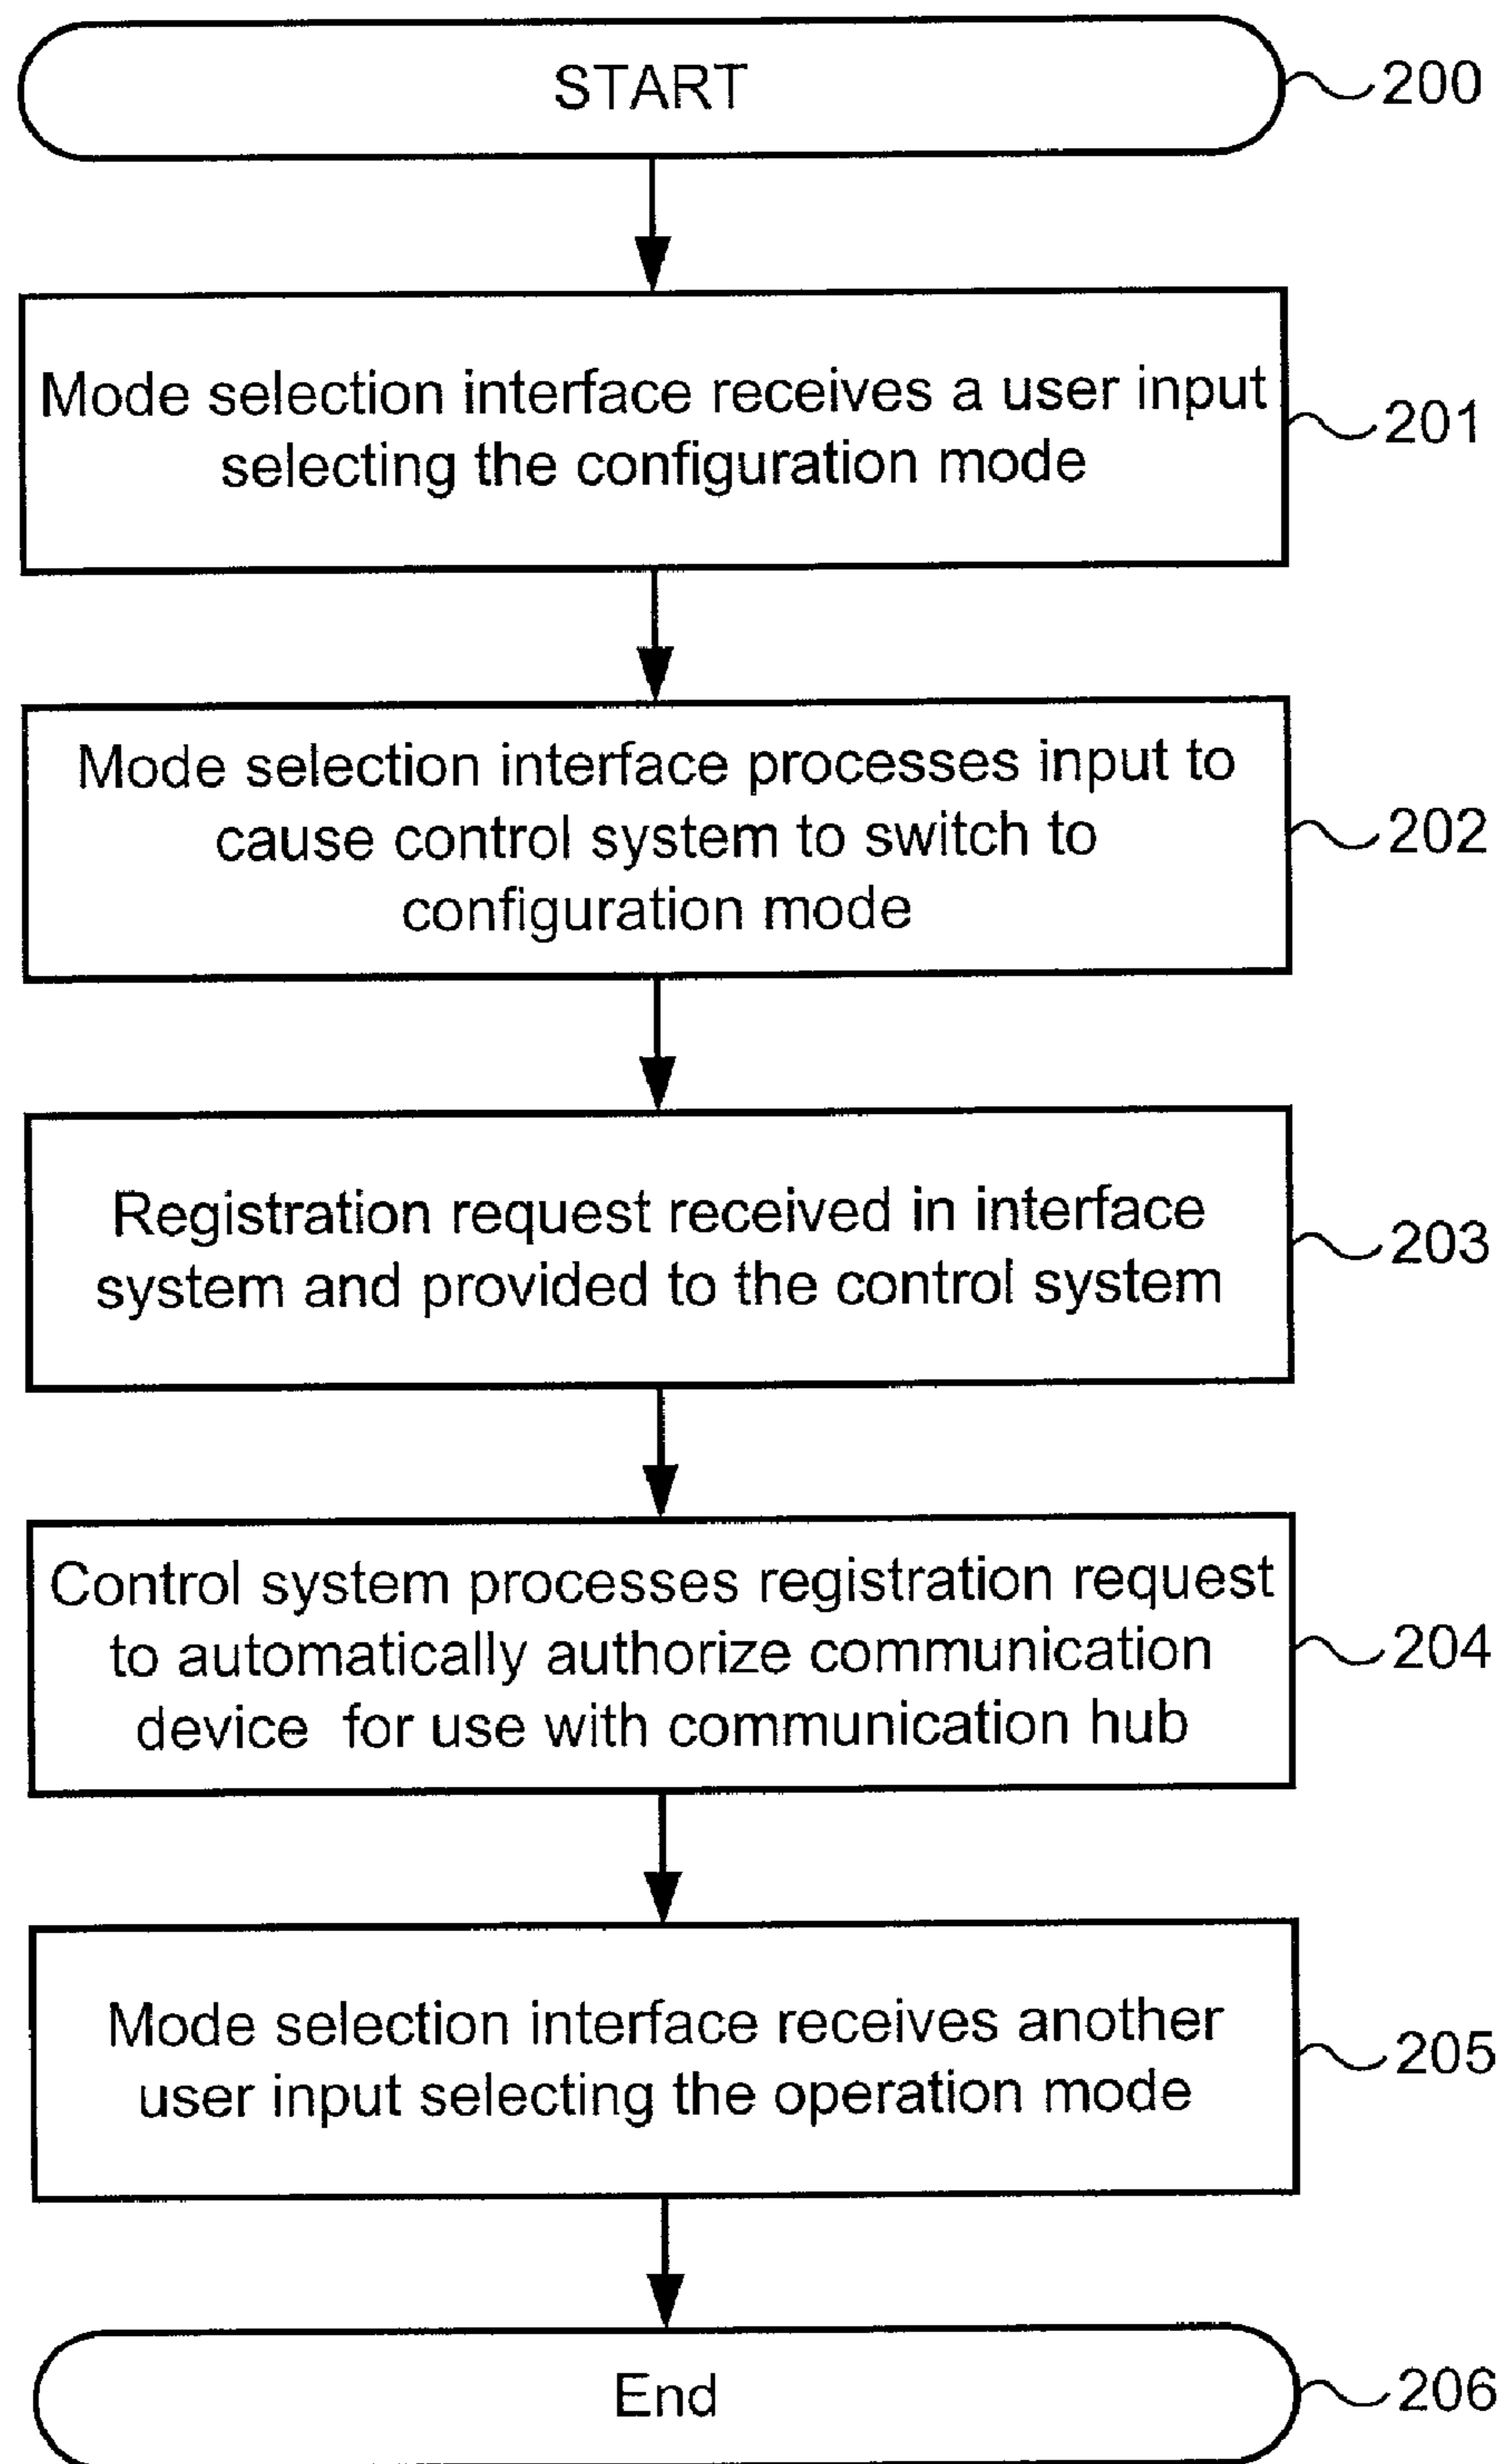 START
200
Mode selection interface receives a user input
selecting the configuration mode
201
Mode selection interface processes input to
cause control system to switch to
configuration mode
202
Registration request received in interface
system and provided to the control system
203
Control system processes registration request
to automatically authorize communication
device for use with communication hub
204
Mode selection interface receives another
user input selecting the operation mode
205
End
206